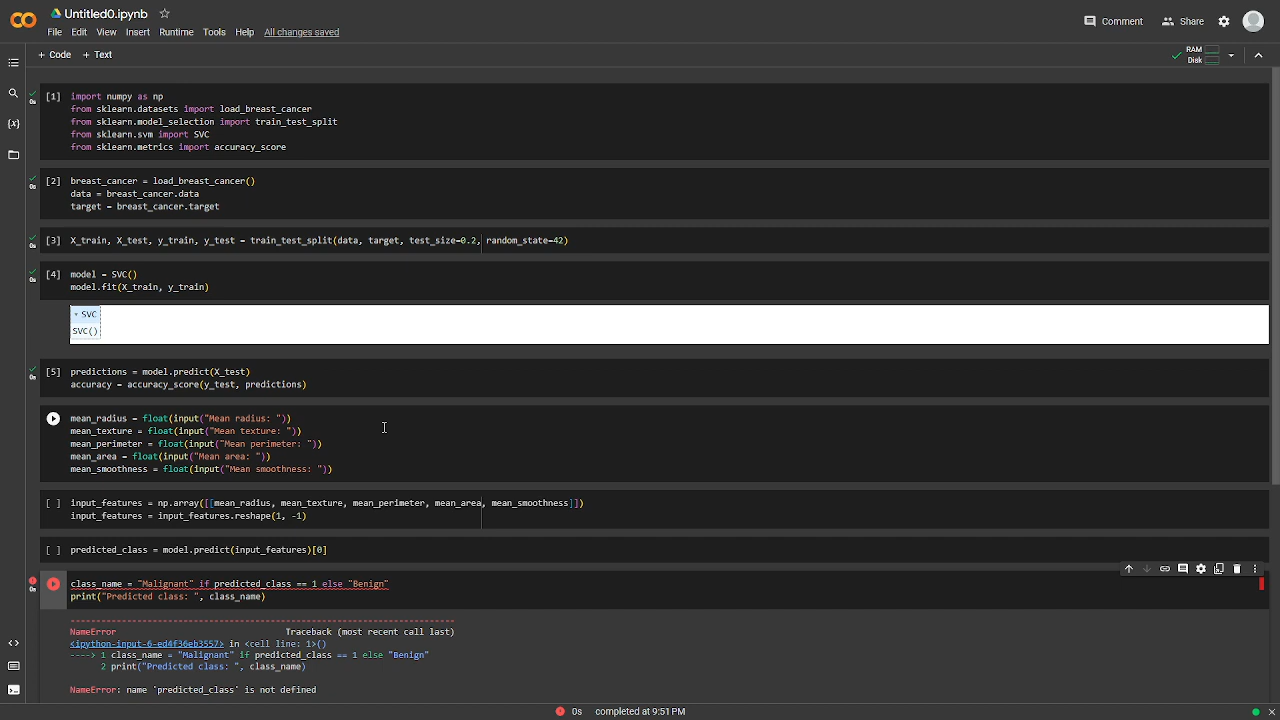 Untitled0.ipynb
File Edit View Insert Runtime Tools Help All changes saved
Comment Share
+ Code + Text
RAM
Disk
[1] import numpy as np
from sklearn.datasets import load_breast_cancer
from sklearn.model_selection import train_test_split
from sklearn.svm import SVC
from sklearn.metrics import accuracy_score
0s
[2] breast_cancer = load_breast_cancer()
data = breast_cancer.data
target = breast_cancer.target
0s
[3] X_train, X_test, y_train, y_test = train_test_split(data, target, test_size=0.2, random_state=42)
0s
[4] model = SVC()
model.fit(X_train, y_train)
0s
SVC
SVC()
[5] predictions = model.predict(X_test)
accuracy = accuracy_score(y_test, predictions)
0s
mean_radius = float(input("Mean radius: "))
mean_texture = float(input("Mean texture: "))
mean_perimeter = float(input("Mean perimeter: "))
mean_area = float(input("Mean area: "))
mean_smoothness = float(input("Mean smoothness: "))
[ ] input_features = np.array([[mean_radius, mean_texture, mean_perimeter, mean_area, mean_smoothness]])
input_features = input_features.reshape(1, -1)
[ ] predicted_class = model.predict(input_features)[0]
class_name = "Malignant" if predicted_class == 1 else "Benign"
0s
print("Predicted class: ", class_name)
---------------------------------------------------------------------------
NameError Traceback (most recent call last)
<ipython-input-6-ed4f36eb3557> in <cell line: 1>()
----> 1 class_name = "Malignant" if predicted_class == 1 else "Benign"
2 print("Predicted class: ", class_name)
NameError: name 'predicted_class' is not defined
0s completed at 9:51 PM